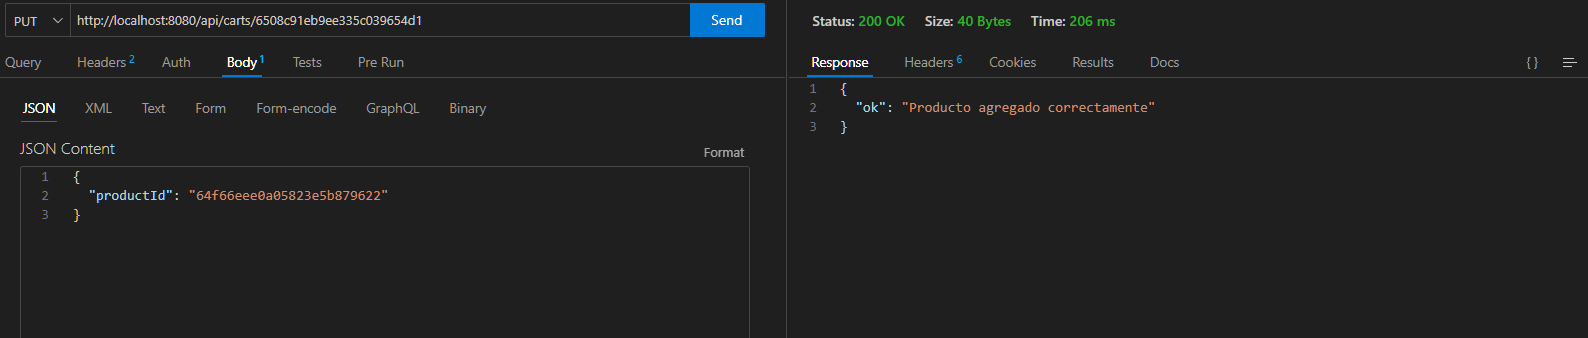 PUT http://localhost:8080/api/carts/6508c91eb9ee335c039654d1 Send
Query Headers 2 Auth Body 1 Tests Pre Run
JSON XML Text Form Form-encode GraphQL Binary
JSON Content
Format
1 {
2 "productId": "64f66eee0a05823e5b879622"
3 }
Status: 200 OK Size: 40 Bytes Time: 206 ms
Response Headers 6 Cookies Results Docs { }
1 {
2 "ok": "Producto agregado correctamente"
3 }